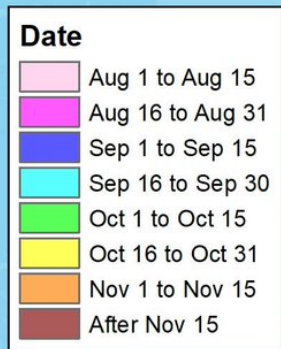 Date
Aug 1 to Aug 15
Aug 16 to Aug 31
Sep 1 to Sep 15
Sep 16 to Sep 30
Oct 1 to Oct 15
Oct 16 to Oct 31
Nov 1 to Nov 15
After Nov 15